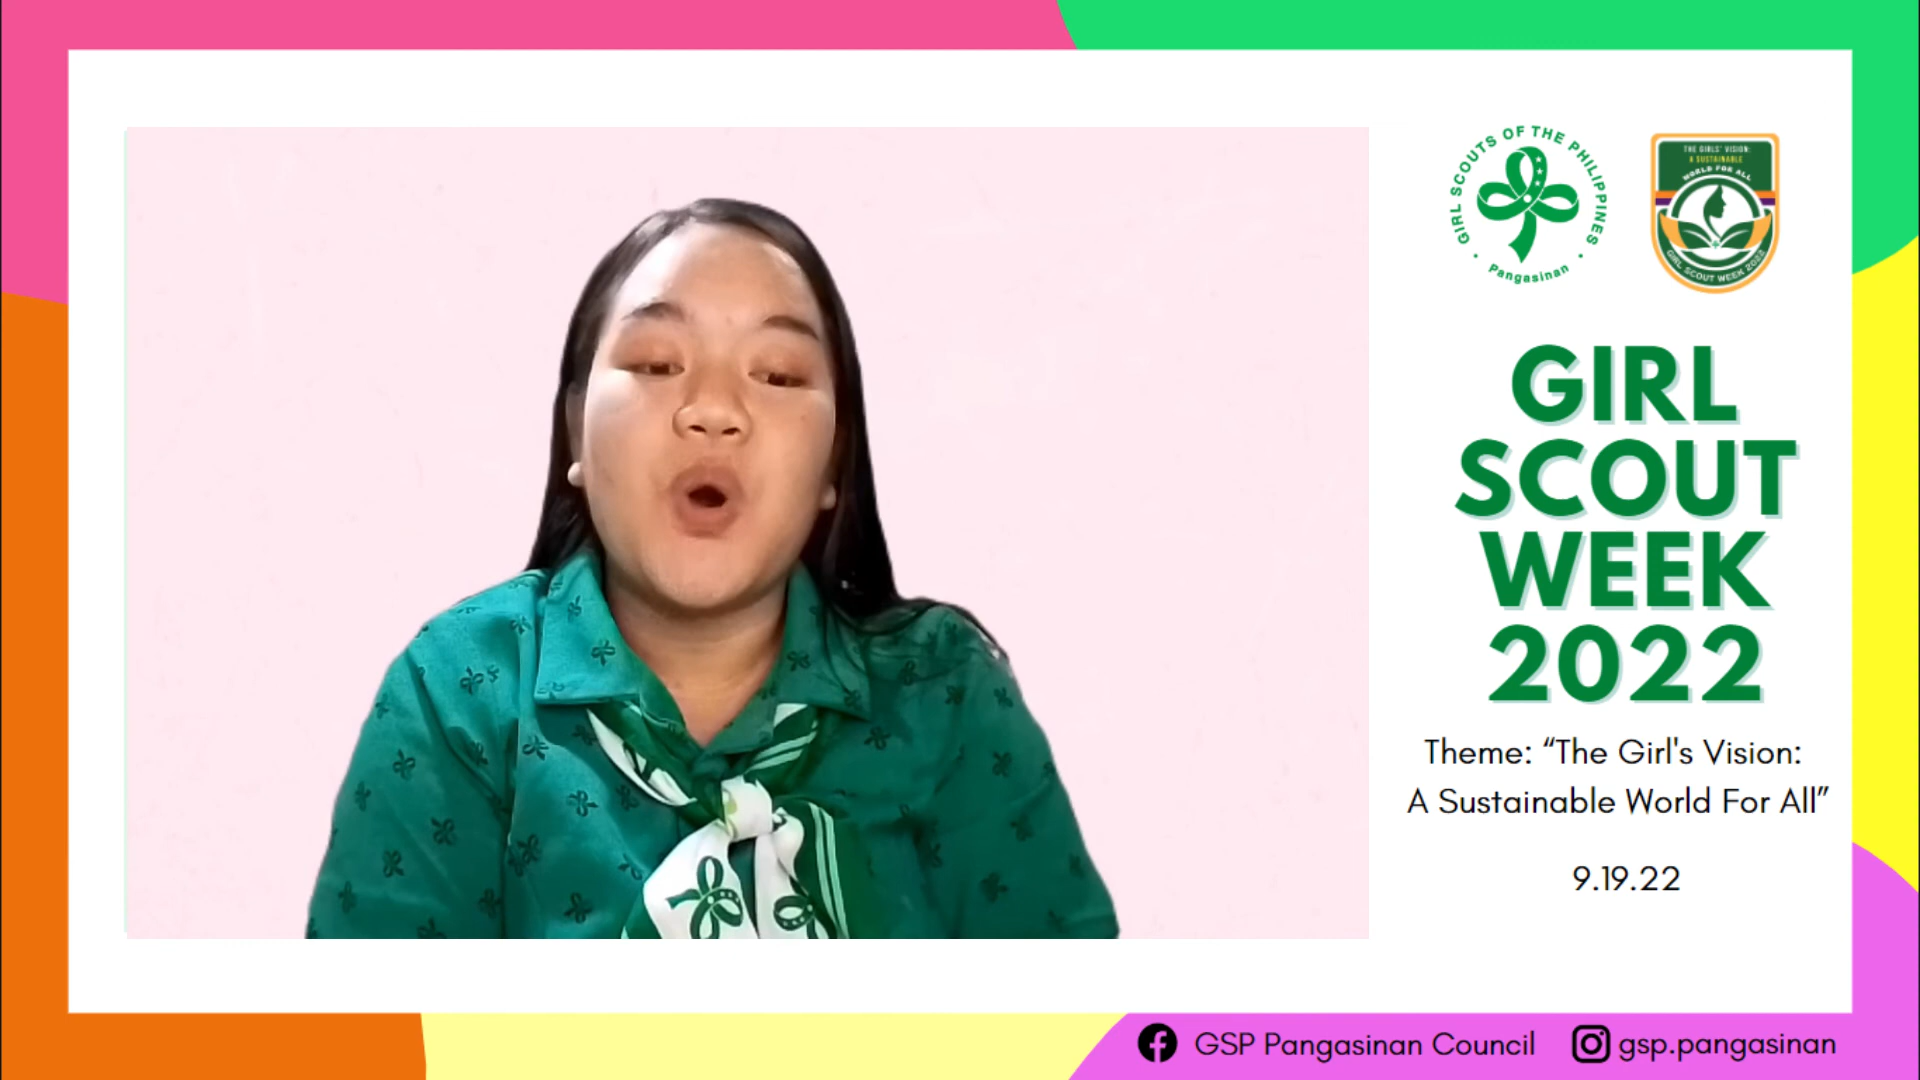 GIRL SCOUTS OF THE PHILIPPINES
• Pangasinan •
THE GIRLS' VISION:
A SUSTAINABLE
WORLD FOR ALL
GIRL SCOUT WEEK 2022
GIRL
SCOUT
WEEK
2022
Theme: “The Girl's Vision:
A Sustainable World For All”
9.19.22
GSP Pangasinan Council
gsp.pangasinan